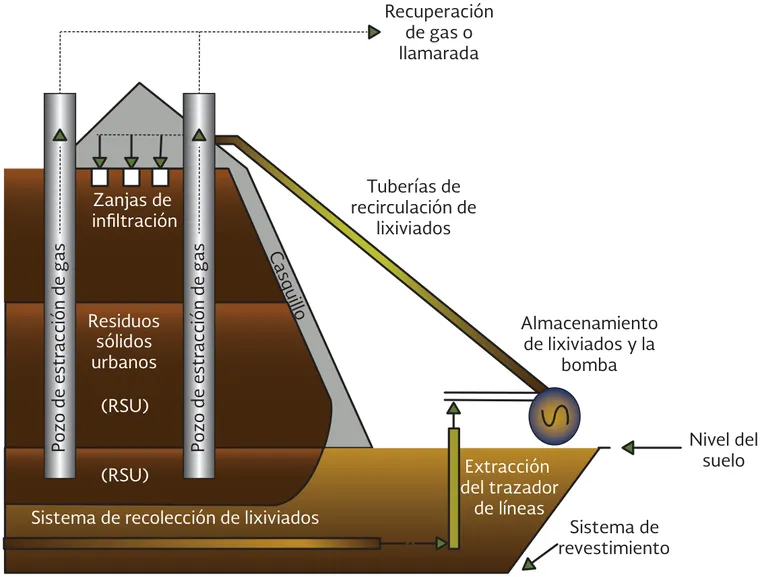 Recuperación
de gas o
llamarada
Tuberías de
recirculación de
lixiviados
Zanjas de
infiltración
Pozo de estracción de gas
Pozo de estracción de gas
Casquillo
Residuos
sólidos
urbanos
(RSU)
(RSU)
Almacenamiento
de lixiviados y la
bomba
Nivel del
suelo
Extracción
del trazador
de líneas
Sistema de recolección de lixiviados
Sistema de
revestimiento